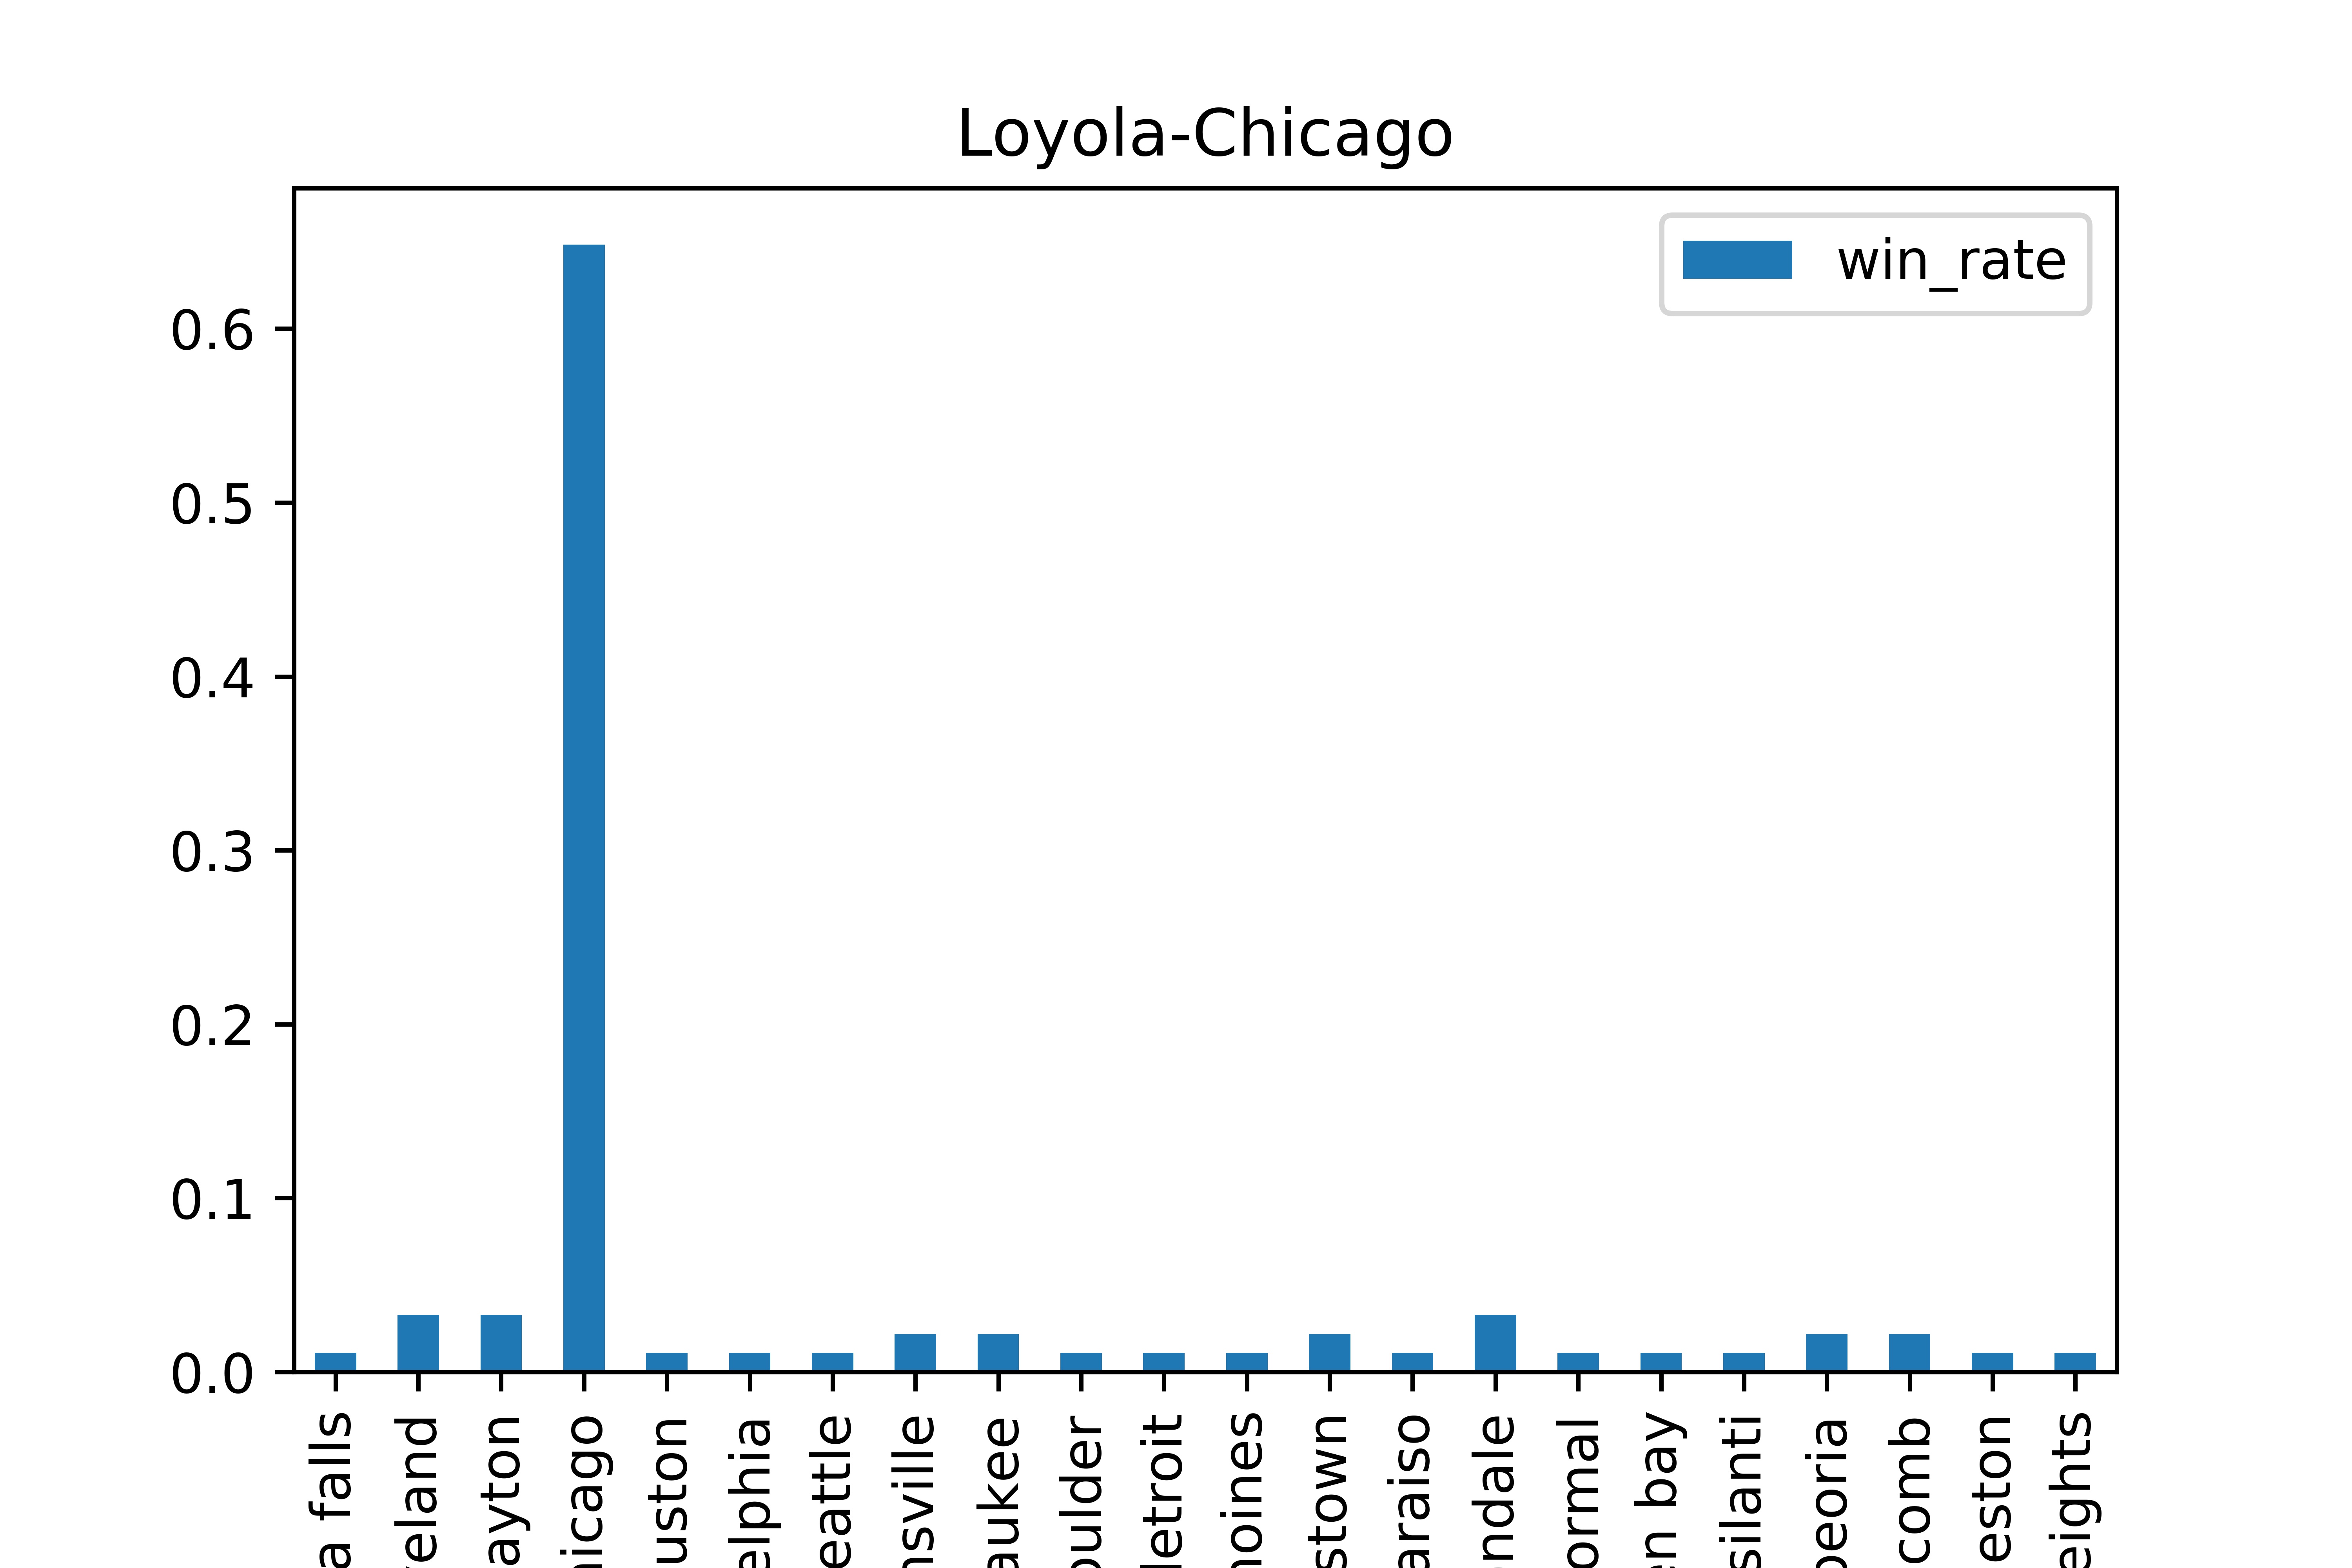 Loyola-Chicago
win_rate
0.6
0.5
0.4
0.3
0.2
0.1
0.0
a falls
eland
ayton
nicago
uston
elphia
eattle
nsville
aukee
oulder
letroit
noines
stown
araiso
ndale
ormal
en bay
silanti
peoria
comb
eston
eights